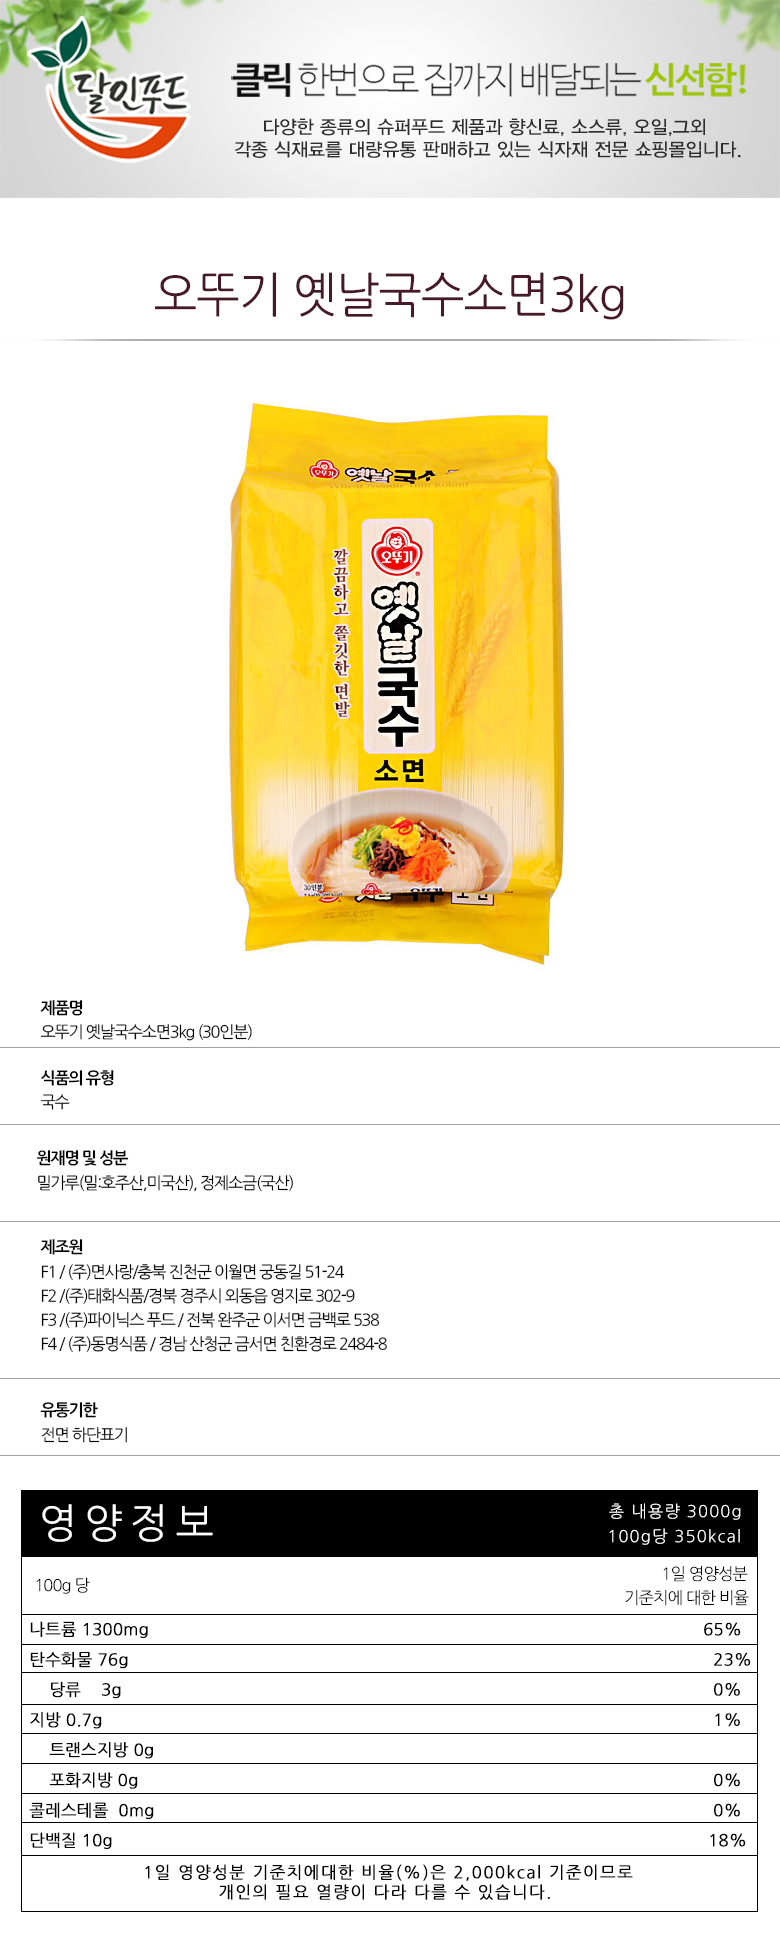 달인푸드
클릭 한번으로 집까지 배달되는 신선함!
다양한 종류의 슈퍼푸드 제품과 향신료, 소스류, 오일,그외
각종 식재료를 대량유통 판매하고 있는 식자재 전문 쇼핑몰입니다.
오뚜기 옛날국수소면3kg
오뚜기 옛날국수
오뚜기
깔끔하고 쫄깃한 면발
옛날국수
소면
30인분
오뚜기 옛날국수 소면
제품명
오뚜기 옛날국수소면3kg (30인분)
식품의 유형
국수
원재명 및 성분
밀가루(밀:호주산,미국산), 정제소금(국산)
제조원
F1 / (주)면사랑/충북 진천군 이월면 궁동길 51-24
F2 /(주)태화식품/경북 경주시 외동읍 영지로 302-9
F3 /(주)파이닉스 푸드 / 전북 완주군 이서면 금백로 538
F4 / (주)동명식품 / 경남 산청군 금서면 친환경로 2484-8
유통기한
전면 하단표기
영양정보
총 내용량 3000g
100g당 350kcal
100g 당
1일 영양성분
기준치에 대한 비율
나트륨 1300mg 65%
탄수화물 76g 23%
당류 3g 0%
지방 0.7g 1%
트랜스지방 0g
포화지방 0g 0%
콜레스테롤 0mg 0%
단백질 10g 18%
1일 영양성분 기준치에대한 비율(%)은 2,000kcal 기준이므로
개인의 필요 열량이 다라 다를 수 있습니다.